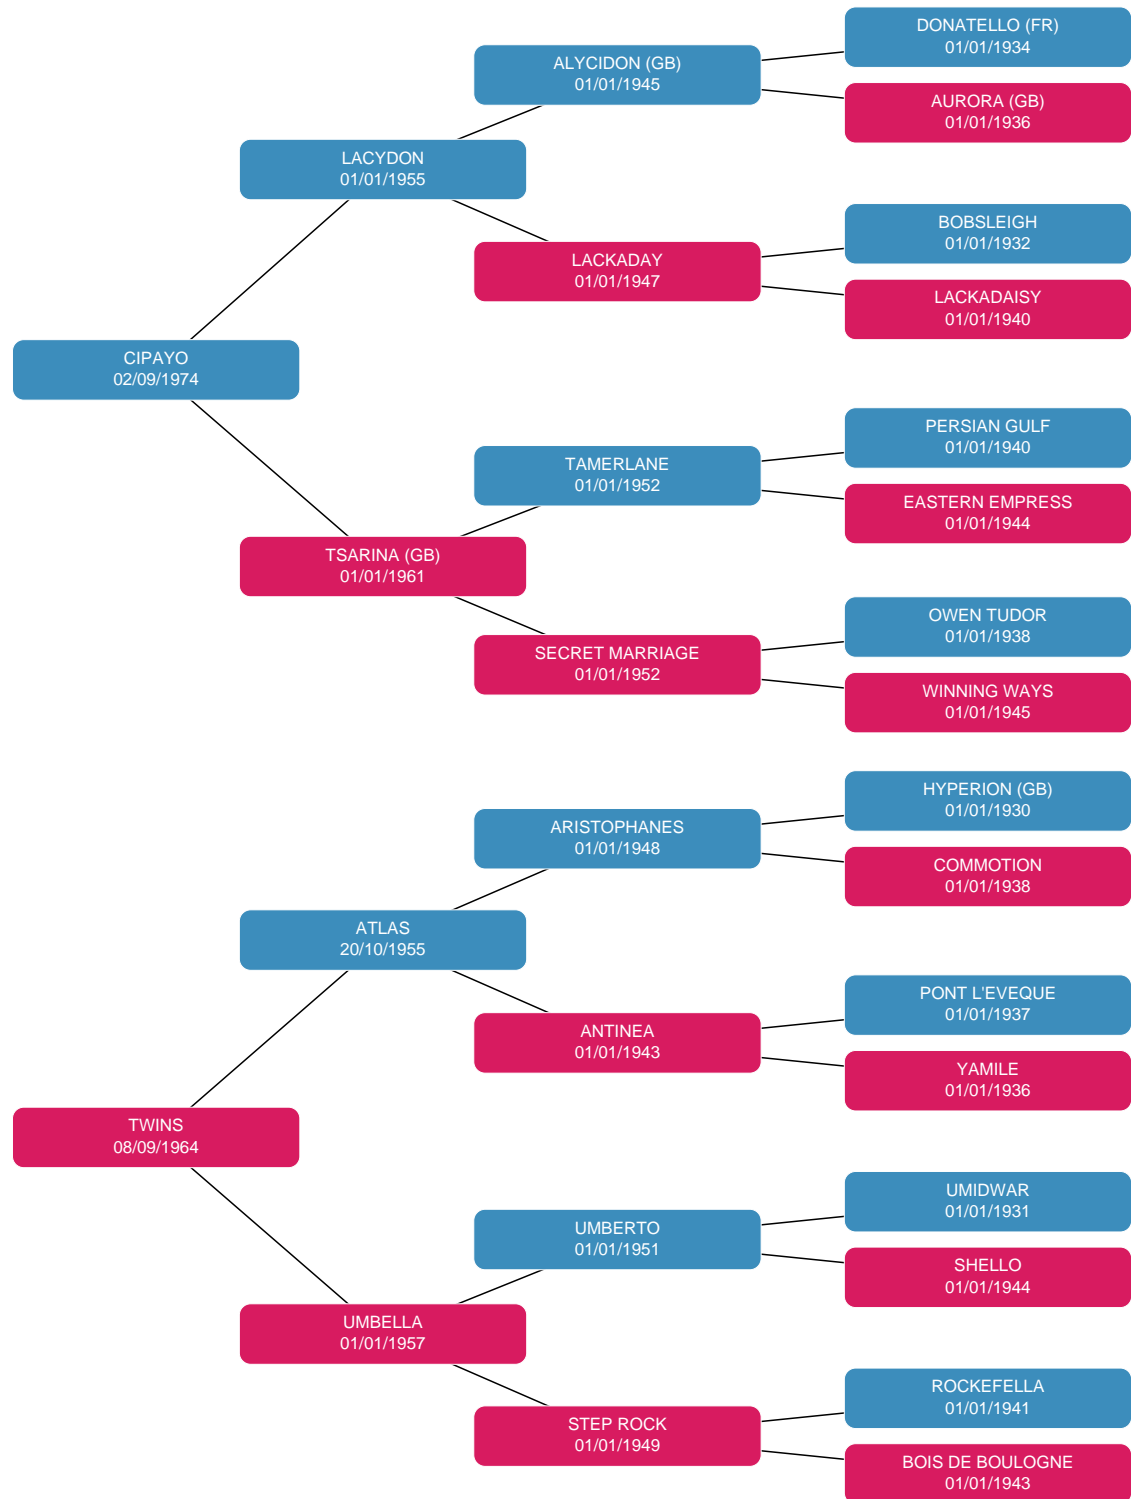 DONATELLO (FR)
01/01/1934
ALYCIDON (GB)
01/01/1945
AURORA (GB)
01/01/1936
LACYDON
01/01/1955
BOBSLEIGH
01/01/1932
LACKADAY
01/01/1947
LACKADAISY
01/01/1940
CIPAYO
02/09/1974
PERSIAN GULF
01/01/1940
TAMERLANE
01/01/1952
EASTERN EMPRESS
01/01/1944
TSARINA (GB)
01/01/1961
OWEN TUDOR
01/01/1938
SECRET MARRIAGE
01/01/1952
WINNING WAYS
01/01/1945
HYPERION (GB)
01/01/1930
ARISTOPHANES
01/01/1948
COMMOTION
01/01/1938
ATLAS
20/10/1955
PONT L'EVEQUE
01/01/1937
ANTINEA
01/01/1943
YAMILE
01/01/1936
TWINS
08/09/1964
UMIDWAR
01/01/1931
UMBERTO
01/01/1951
SHELLO
01/01/1944
UMBELLA
01/01/1957
ROCKEFELLA
01/01/1941
STEP ROCK
01/01/1949
BOIS DE BOULOGNE
01/01/1943